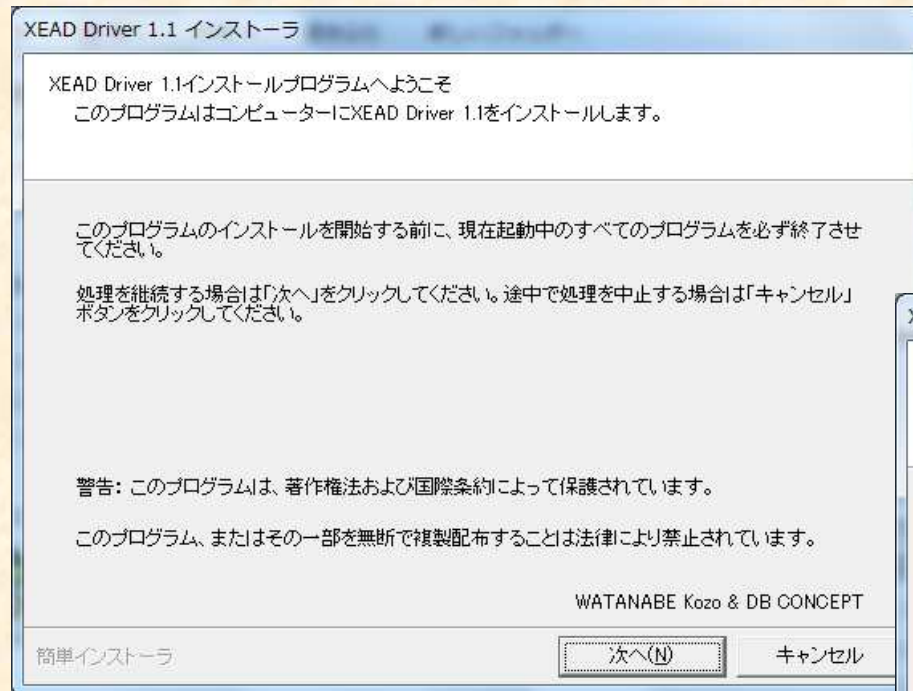 XEAD Driver 1.1 インストーラ
XEAD Driver 1.1インストールプログラムへようこそ
このプログラムはコンピューターにXEAD Driver 1.1をインストールします。
このプログラムのインストールを開始する前に、現在起動中のすべてのプログラムを必ず終了させ
てください。
処理を継続する場合は「次へ」をクリックしてください。途中で処理を中止する場合は「キャンセル」
ボタンをクリックしてください。
警告: このプログラムは、著作権法および国際条約によって保護されています。
このプログラム、またはその一部を無断で複製配布することは法律により禁止されています。
WATANABE Kozo & DB CONCEPT
簡単インストーラ
次へ(N)
キャンセル
X